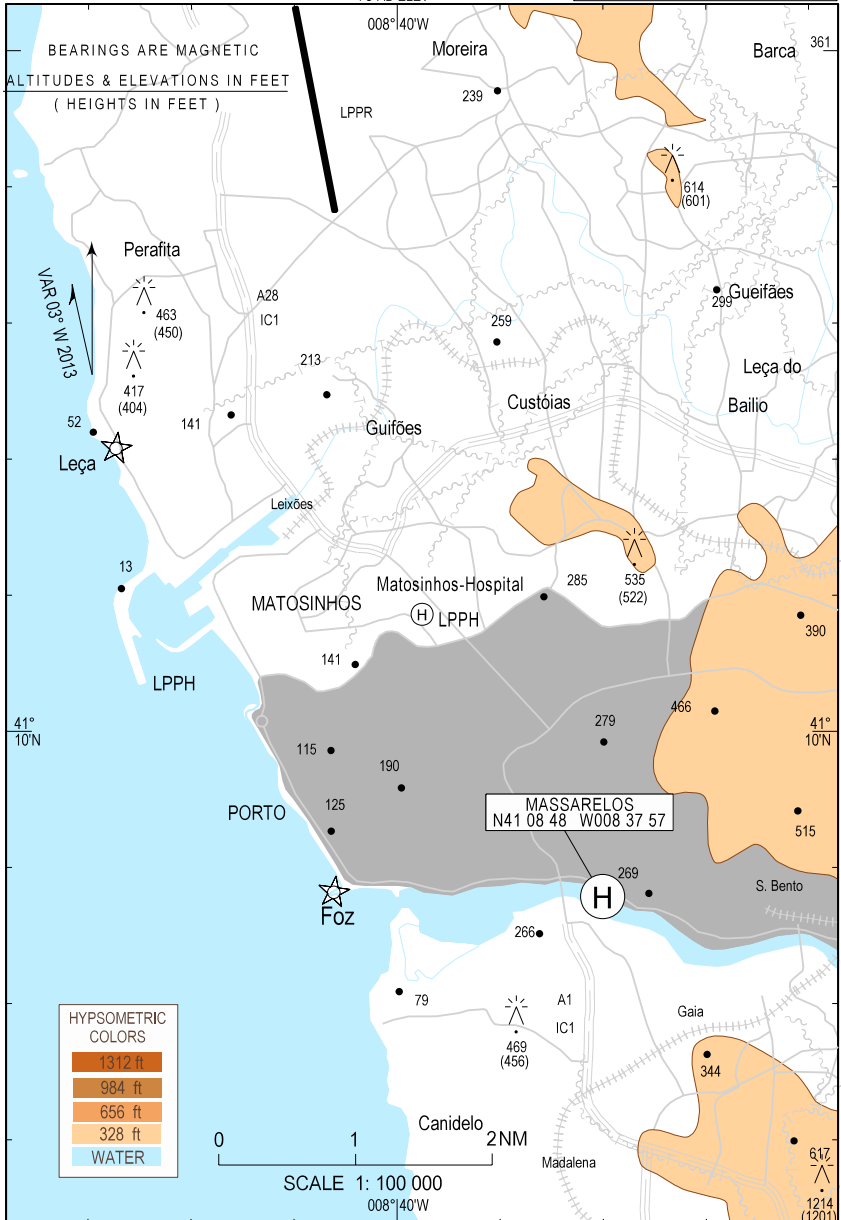 008° 40'W
BEARINGS ARE MAGNETIC
ALTITUDES & ELEVATIONS IN FEET
( HEIGHTS IN FEET )
Moreira
Barca
361
239
LPPR
614
(601)
Perafita
VAR 03° W 2013
A28
IC1
463
(450)
299
Gueifães
259
213
417
(404)
Leça do
Bailio
141
Custóias
52
Guifões
Leça
Leixões
13
Matosinhos-Hospital
285
535
(522)
MATOSINHOS
H
LPPH
390
141
LPPH
466
41°
10'N
279
41°
10'N
115
190
MASSARELOS
N41 08 48 W008 37 57
125
PORTO
515
269
S. Bento
H
Foz
266
79
A1
IC1
Gaia
HYPSOMETRIC
COLORS
1312 ft
984 ft
656 ft
328 ft
WATER
469
(456)
344
Canidelo
0
1
2NM
617
Madalena
SCALE 1: 100 000
1214
(1201)
008° 40'W